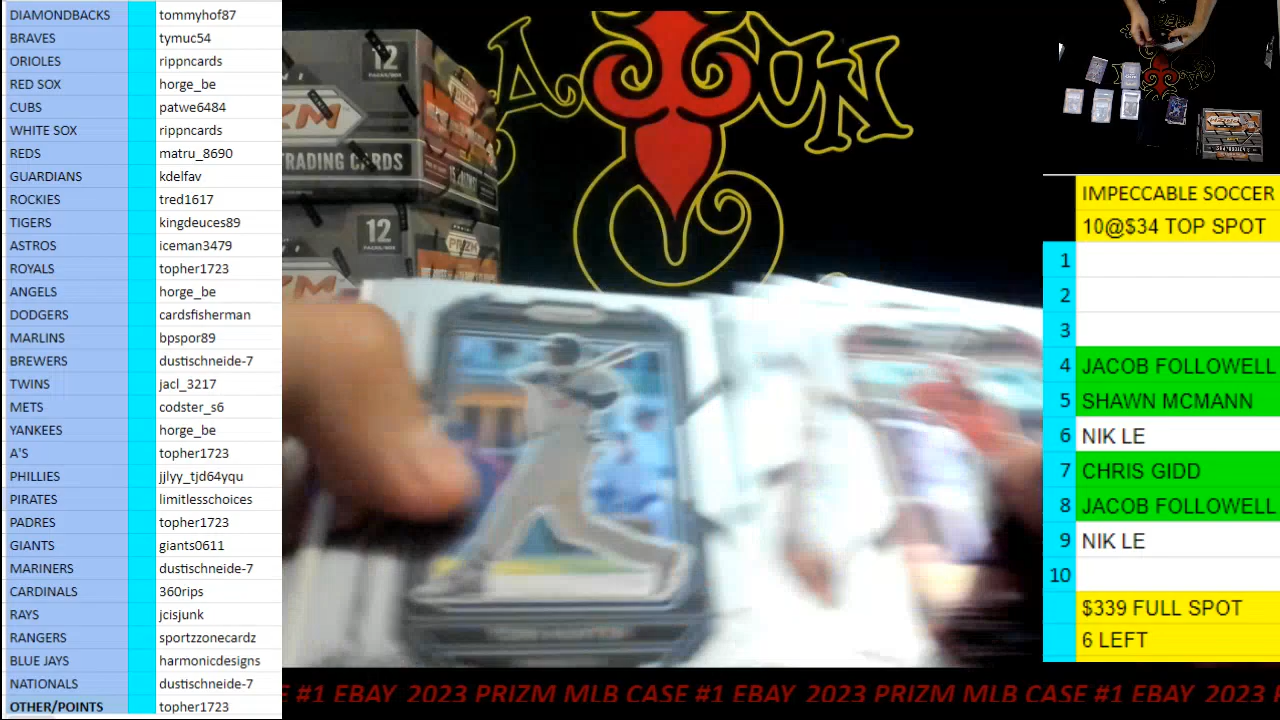 DIAMONDBACKS tommyhof87
BRAVES tymuc54
ORIOLES rippncards
RED SOX horge_be
CUBS patwe6484
WHITE SOX rippncards
REDS matru_8690
GUARDIANS kdelfav
ROCKIES tred1617
TIGERS kingdeuces89
ASTROS iceman3479
ROYALS topher1723
ANGELS horge_be
DODGERS cardsfisherman
MARLINS bpspor89
BREWERS dustischneide-7
TWINS jacl_3217
METS codster_s6
YANKEES horge_be
A'S topher1723
PHILLIES jjlyy_tjd64yqu
PIRATES limitlesschoices
PADRES topher1723
GIANTS giants0611
MARINERS dustischneide-7
CARDINALS 360rips
RAYS jcisjunk
RANGERS sportzzonecardz
BLUE JAYS harmonicdesigns
NATIONALS dustischneide-7
OTHER/POINTS topher1723
12
TRADING CARDS
12
PRIZM
A
UN
IMPECCABLE SOCCER
10@$34 TOP SPOT
1
2
3
4 JACOB FOLLOWELL
5 SHAWN MCMANN
6 NIK LE
7 CHRIS GIDD
8 JACOB FOLLOWELL
9 NIK LE
10
$339 FULL SPOT
6 LEFT
E #1 EBAY 2023 PRIZM MLB CASE #1 EBAY 2023 PRIZM MLB CASE #1 EBAY 2023